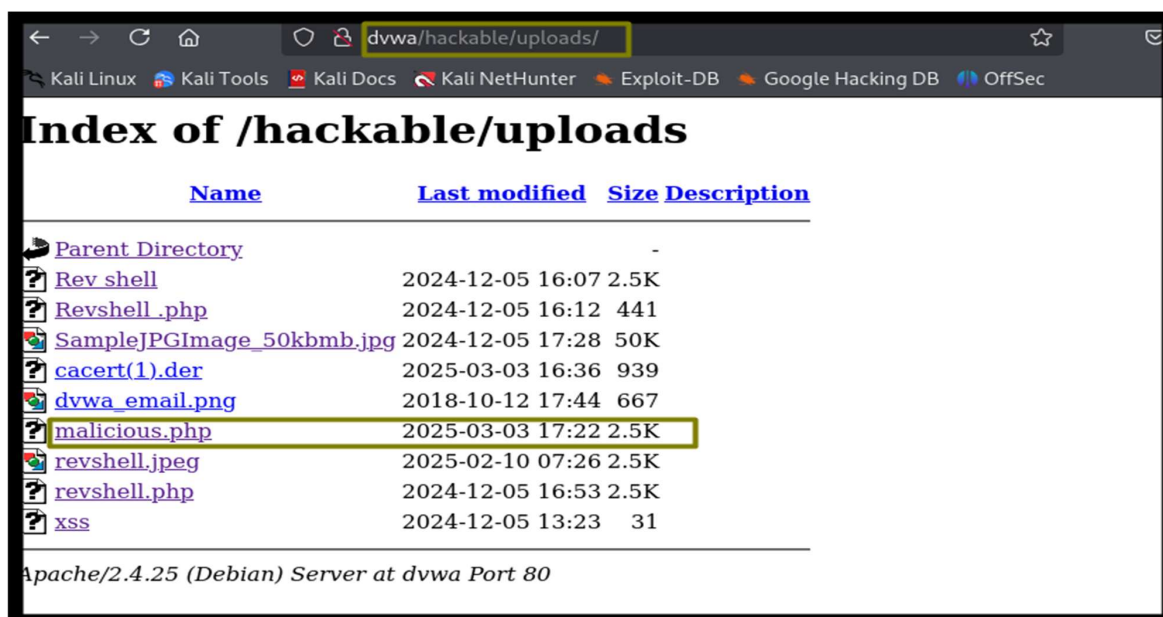 dvwa/hackable/uploads/
Kali Linux Kali Tools Kali Docs Kali NetHunter Exploit-DB Google Hacking DB OffSec
Index of /hackable/uploads
Name Last modified Size Description
Parent Directory -
Rev shell 2024-12-05 16:07 2.5K
Revshell .php 2024-12-05 16:12 441
SampleJPGImage_50kbmb.jpg 2024-12-05 17:28 50K
cacert(1).der 2025-03-03 16:36 939
dvwa_email.png 2018-10-12 17:44 667
malicious.php 2025-03-03 17:22 2.5K
revshell.jpeg 2025-02-10 07:26 2.5K
revshell.php 2024-12-05 16:53 2.5K
xss 2024-12-05 13:23 31
Apache/2.4.25 (Debian) Server at dvwa Port 80